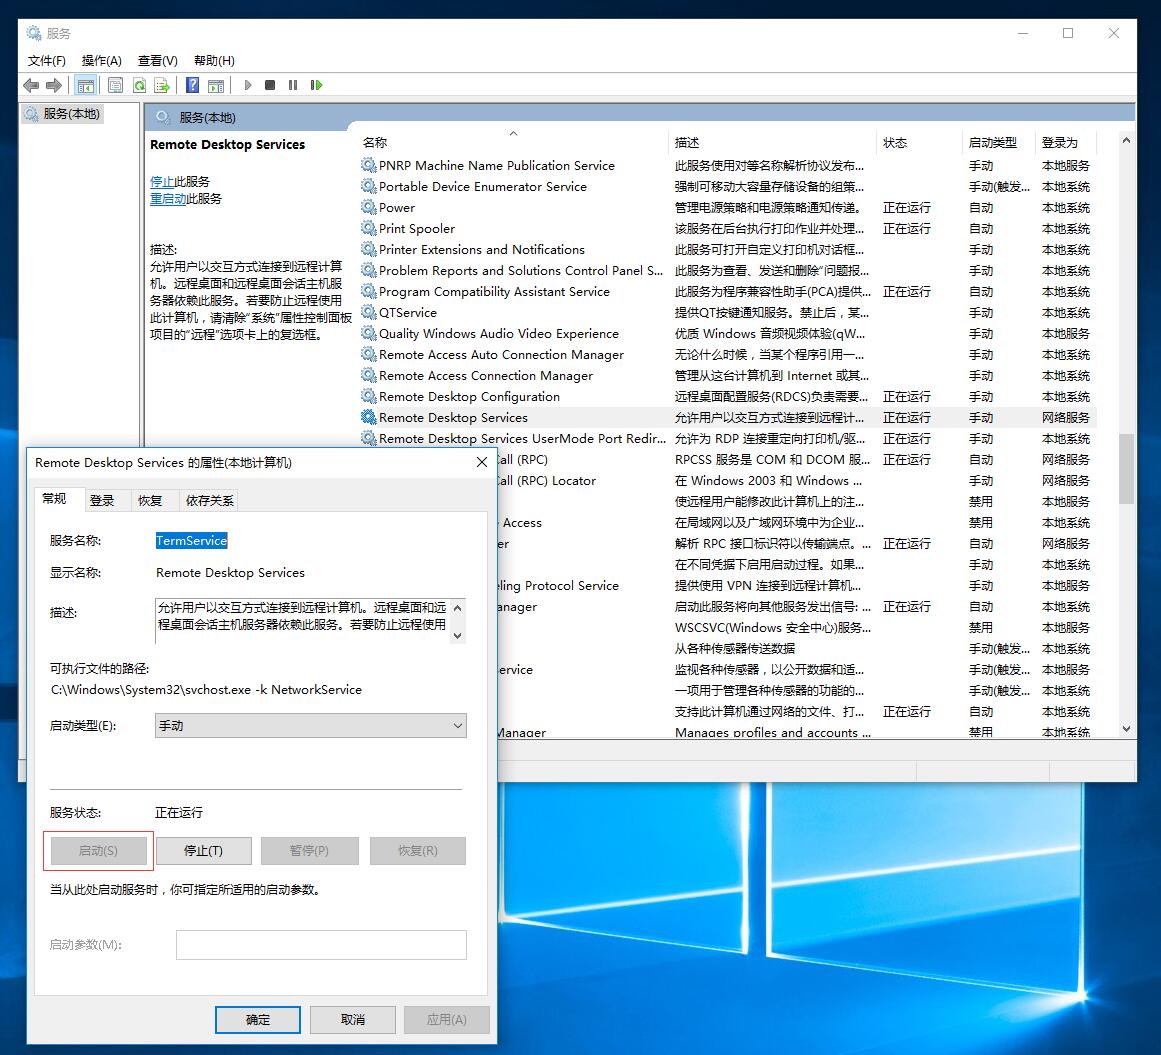 服务
文件(F) 操作(A) 查看(V) 帮助(H)
服务(本地)
服务(本地)
Remote Desktop Services
停止此服务
重启动此服务
描述:
允许用户以交互方式连接到远程计算
机。远程桌面和远程桌面会话主机服
务器依赖此服务。若要防止远程使用
此计算机，请清除“系统”属性控制面板
项目的“远程”选项卡上的复选框。
名称 描述 状态 启动类型 登录为
PNRP Machine Name Publication Service 此服务使用对等名称解析协议发布... 手动 本地服务
Portable Device Enumerator Service 强制可移动大容量存储设备的组策... 手动(触发... 本地系统
Power 管理电源策略和电源策略通知传递。 正在运行 自动 本地系统
Print Spooler 该服务在后台执行打印作业并处理... 正在运行 自动 本地系统
Printer Extensions and Notifications 此服务可打开自定义打印机对话框... 手动 本地系统
Problem Reports and Solutions Control Panel S... 此服务为查看、发送和删除“问题报... 手动 本地系统
Program Compatibility Assistant Service 此服务为程序兼容性助手(PCA)提供... 正在运行 自动 本地系统
QTService 提供QT按键通知服务。禁止后，某... 手动 本地系统
Quality Windows Audio Video Experience 优质 Windows 音频视频体验(qW... 手动 本地服务
Remote Access Auto Connection Manager 无论什么时候，当某个程序引用一... 手动 本地系统
Remote Access Connection Manager 管理从这台计算机到 Internet 或其... 手动 本地系统
Remote Desktop Configuration 远程桌面配置服务(RDCS)负责需要... 正在运行 手动 本地系统
Remote Desktop Services 允许用户以交互方式连接到远程计... 正在运行 手动 网络服务
Remote Desktop Services UserMode Port Redir... 允许为 RDP 连接重定向打印机/驱... 正在运行 手动 本地系统
Call (RPC) RPCSS 服务是 COM 和 DCOM 服... 正在运行 自动 网络服务
Call (RPC) Locator 在 Windows 2003 和 Windows ... 手动 网络服务
使远程用户能修改此计算机上的注... 禁用 本地服务
Access 在局域网以及广域网环境中为企业... 禁用 本地系统
er 解析 RPC 接口标识符以传输端点。... 正在运行 自动 网络服务
在不同凭据下启用启动过程。如果... 手动 本地系统
eling Protocol Service 提供使用 VPN 连接到远程计算机... 手动 本地服务
anager 启动此服务将向其他服务发出信号: ... 正在运行 自动 本地系统
WSCSVC(Windows 安全中心)服务... 禁用 本地服务
从各种传感器传送数据 手动(触发... 本地系统
ervice 监视各种传感器，以公开数据和适... 手动(触发... 本地服务
一项用于管理各种传感器的功能的... 手动(触发... 本地系统
支持此计算机通过网络的文件、打... 正在运行 自动 本地系统
Manager Manages profiles and accounts ... 禁用 本地系统
Remote Desktop Services 的属性(本地计算机)
常规 登录 恢复 依存关系
服务名称: TermService
显示名称: Remote Desktop Services
描述: 允许用户以交互方式连接到远程计算机。远程桌面和远
程桌面会话主机服务器依赖此服务。若要防止远程使用
可执行文件的路径:
C:\Windows\System32\svchost.exe -k NetworkService
启动类型(E): 手动
服务状态: 正在运行
启动(S) 停止(T) 暂停(P) 恢复(R)
当从此处启动服务时，你可指定所适用的启动参数。
启动参数(M):
确定 取消 应用(A)